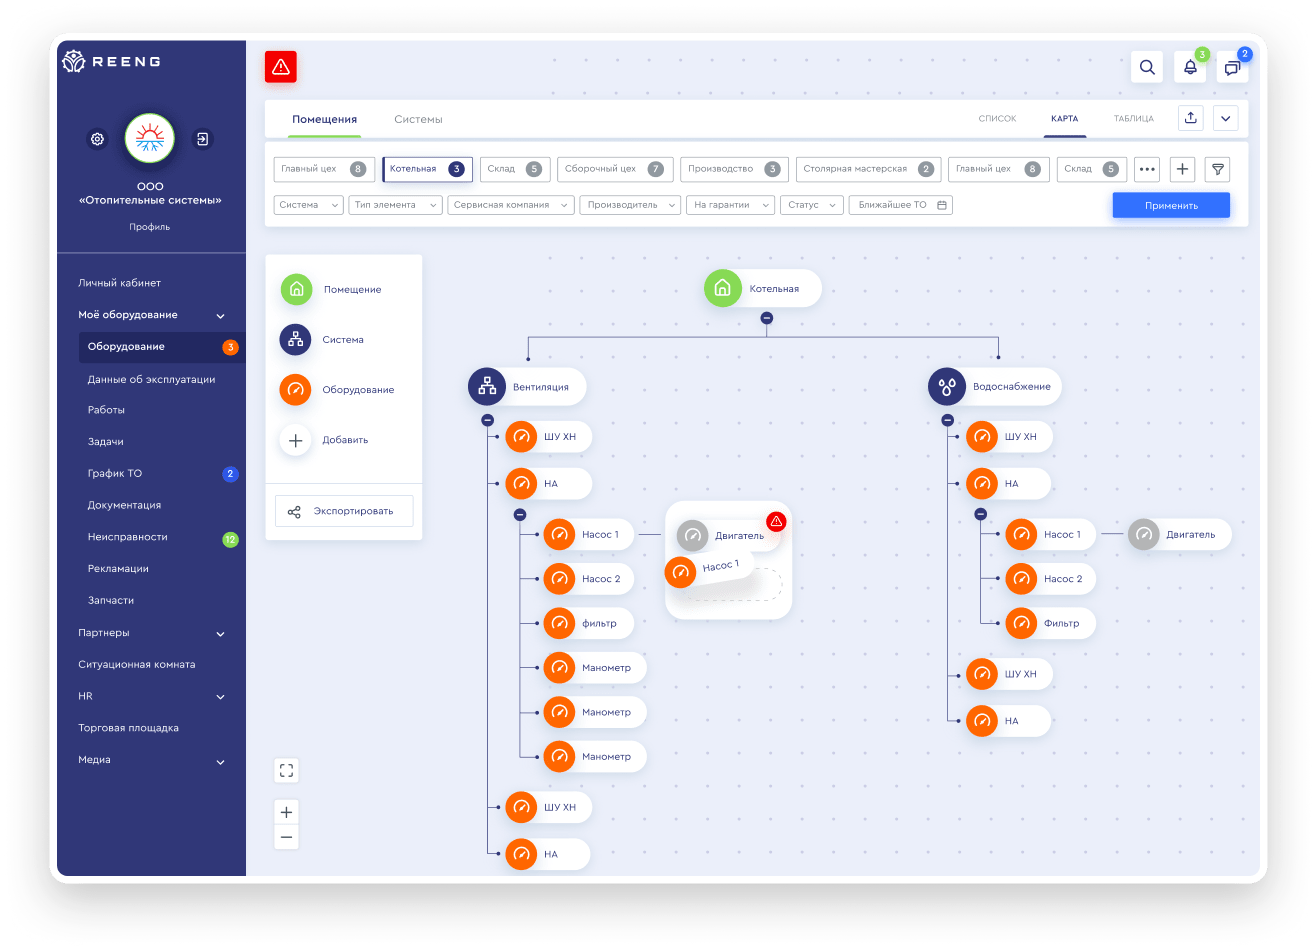 REENG
ООО
«Отопительные системы»
Профиль
Личный кабинет
Моё оборудование
Оборудование 3
Данные об эксплуатации
Работы
Задачи
График ТО 2
Документация
Неисправности 12
Рекламации
Запчасти
Партнеры
Ситуационная комната
HR
Торговая площадка
Медиа
3 2
Помещения Системы СПИСОК КАРТА ТАБЛИЦА
Главный цех 8 Котельная 3 Склад 5 Сборочный цех 7 Производство 3 Столярная мастерская 2 Главный цех 8 Склад 5
Система Тип элемента Сервисная компания Производитель На гарантии Статус Ближайшее ТО Применить
Помещение
Система
Оборудование
Добавить
Экспортировать
Котельная
Вентиляция
ШУ ХН
НА
Насос 1
Двигатель
Насос 1
Насос 2
фильтр
Манометр
Манометр
Манометр
ШУ ХН
НА
Водоснабжение
ШУ ХН
НА
Насос 1 Двигатель
Насос 2
Фильтр
ШУ ХН
НА